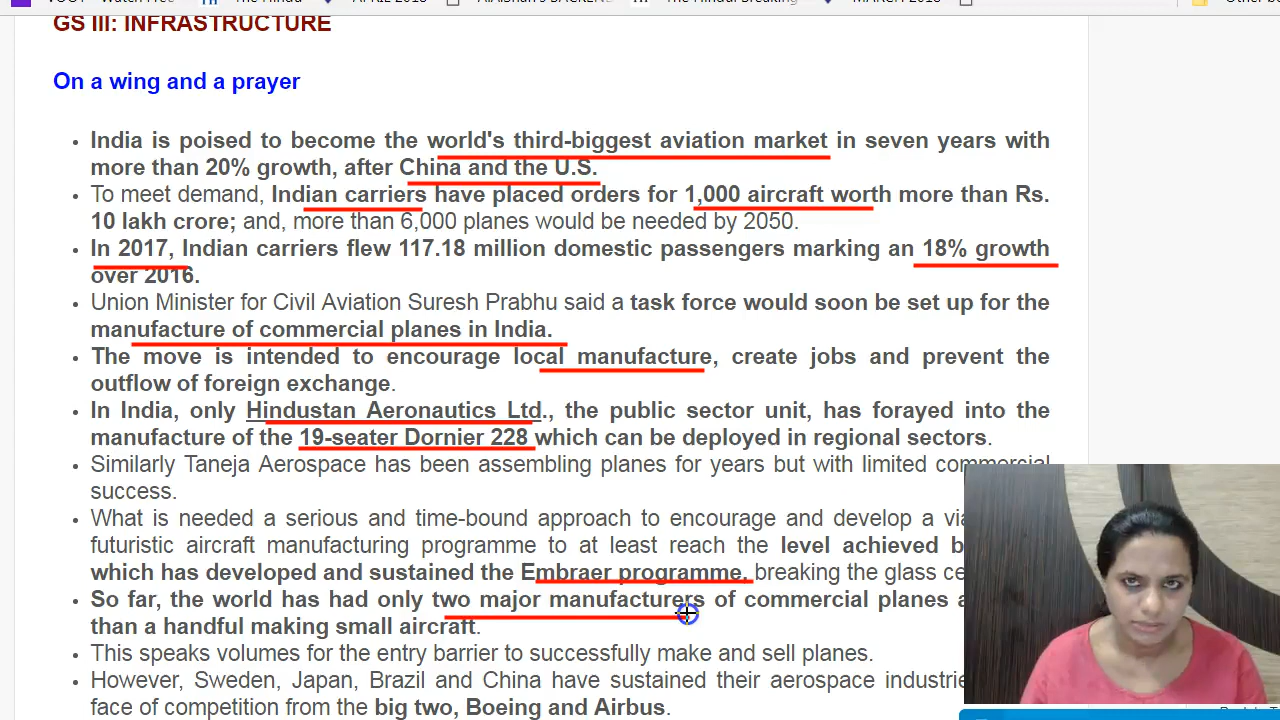 The Hindu
APRIL 2018
MARCH 2018
GS III: INFRASTRUCTURE
On a wing and a prayer
India is poised to become the world's third-biggest aviation market in seven years with
more than 20% growth, after China and the U.S.
To meet demand, Indian carriers have placed orders for 1,000 aircraft worth more than Rs.
10 lakh crore; and, more than 6,000 planes would be needed by 2050.
In 2017, Indian carriers flew 117.18 million domestic passengers marking an 18% growth
over 2016.
Union Minister for Civil Aviation Suresh Prabhu said a task force would soon be set up for the
manufacture of commercial planes in India.
The move is intended to encourage local manufacture, create jobs and prevent the
outflow of foreign exchange.
In India, only Hindustan Aeronautics Ltd., the public sector unit, has forayed into the
manufacture of the 19-seater Dornier 228 which can be deployed in regional sectors.
Similarly Taneja Aerospace has been assembling planes for years but with limited commercial
success.
What is needed a serious and time-bound approach to encourage and develop a
futuristic aircraft manufacturing programme to at least reach the level achieved
which has developed and sustained the Embraer programme, breaking the glass
So far, the world has had only two major manufacturers of commercial planes
than a handful making small aircraft.
This speaks volumes for the entry barrier to successfully make and sell planes.
However, Sweden, Japan, Brazil and China have sustained their aerospace
face of competition from the big two, Boeing and Airbus.